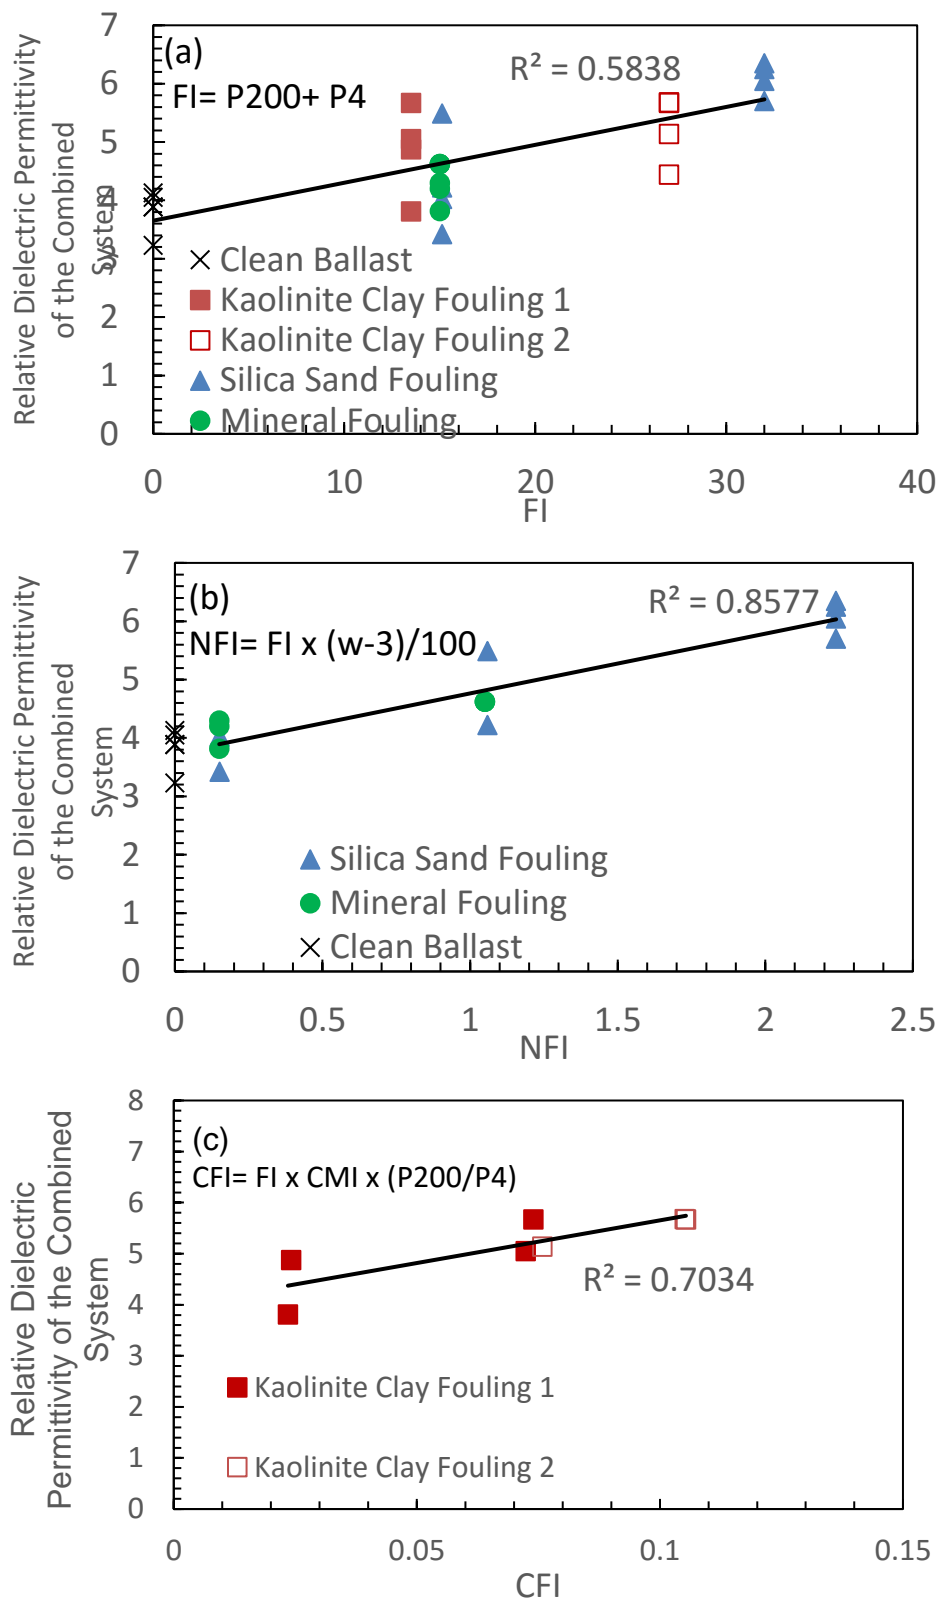 7
6
5
4
3
2
1
0
Relative Dielectric Permittivity
of the Combined
System
(a)
FI= P200+ P4
R² = 0.5838
Clean Ballast
Kaolinite Clay Fouling 1
Kaolinite Clay Fouling 2
Silica Sand Fouling
Mineral Fouling
0 10 20 30 40
FI
7
6
5
4
3
2
1
0
Relative Dielectric Permittivity
of the Combined
System
(b)
NFI= FI x (w-3)/100
R² = 0.8577
Silica Sand Fouling
Mineral Fouling
Clean Ballast
0 0.5 1 1.5 2 2.5
NFI
8
7
6
5
4
3
2
1
0
Relative Dielectric
Permittivity of the Combined
System
(c)
CFI= FI x CMI x (P200/P4)
R² = 0.7034
Kaolinite Clay Fouling 1
Kaolinite Clay Fouling 2
0 0.05 0.1 0.15
CFI